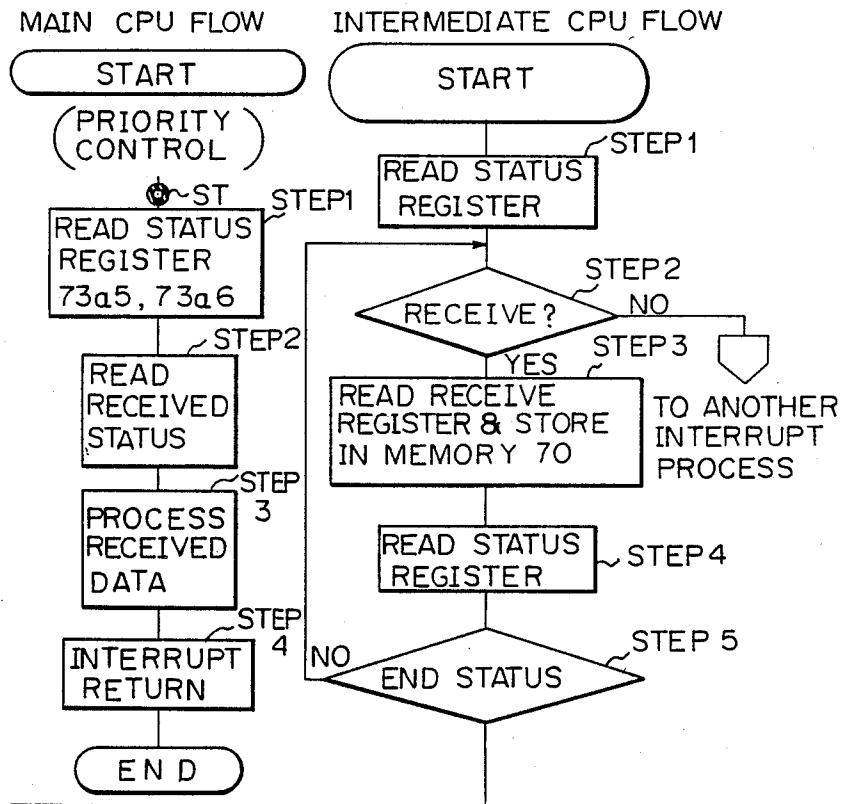 MAIN CPU FLOW
START
(PRIORITY
CONTROL)
ST
STEP1
READ STATUS
REGISTER
73a5, 73a6
STEP2
READ
RECEIVED
STATUS
STEP
3
PROCESS
RECEIVED
DATA
STEP
4
INTERRUPT
RETURN
END
INTERMEDIATE CPU FLOW
START
STEP1
READ STATUS
REGISTER
STEP2
RECEIVE?
NO
YES
STEP 3
READ RECEIVE
REGISTER & STORE
IN MEMORY 70
TO ANOTHER
INTERRUPT
PROCESS
READ STATUS
REGISTER
STEP4
STEP 5
NO
END STATUS